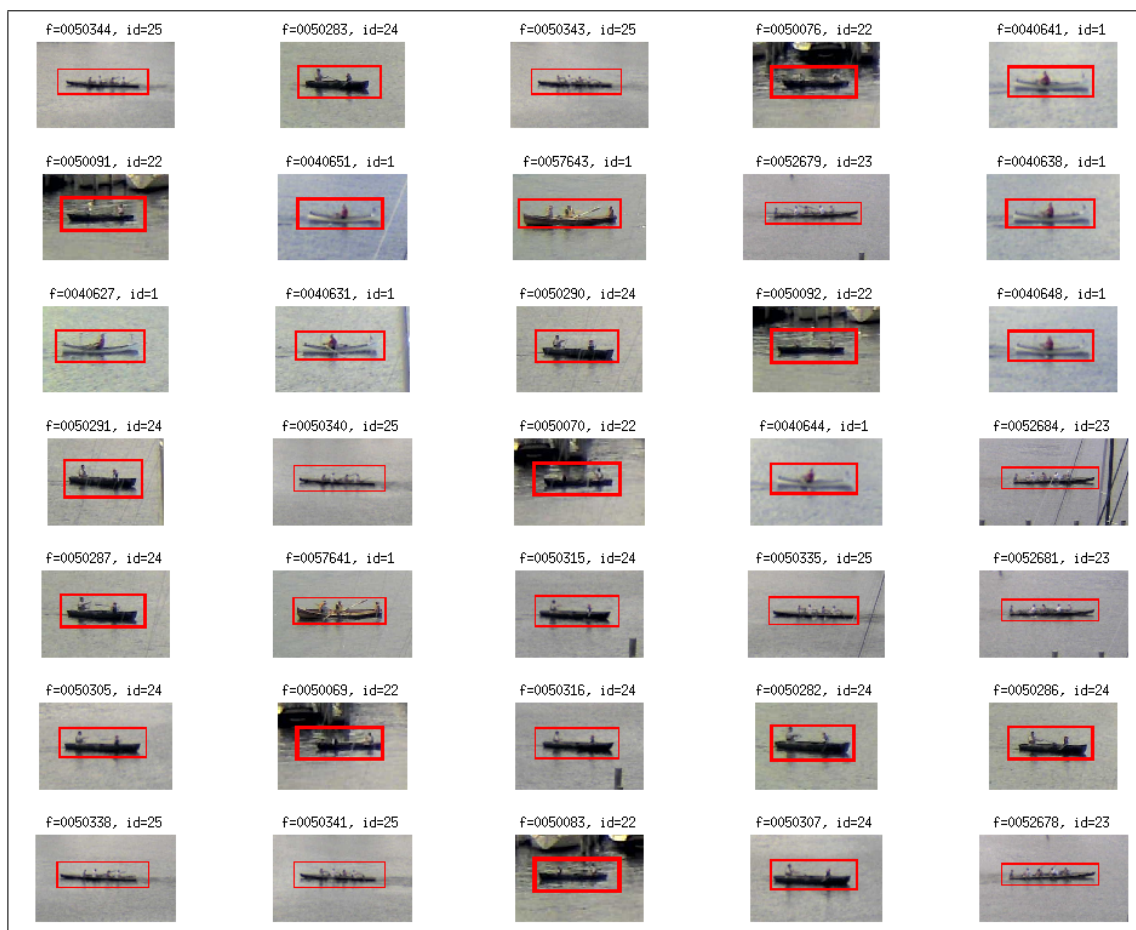 f=0050344, id=25 f=0050283, id=24 f=0050343, id=25 f=0050076, id=22 f=0040641, id=1
f=0050091, id=22 f=0040651, id=1 f=0057643, id=1 f=0052679, id=23 f=0040638, id=1
f=0040627, id=1 f=0040631, id=1 f=0050290, id=24 f=0050092, id=22 f=0040648, id=1
f=0050291, id=24 f=0050340, id=25 f=0050070, id=22 f=0040644, id=1 f=0052684, id=23
f=0050287, id=24 f=0057641, id=1 f=0050315, id=24 f=0050335, id=25 f=0052681, id=23
f=0050305, id=24 f=0050069, id=22 f=0050316, id=24 f=0050282, id=24 f=0050286, id=24
f=0050338, id=25 f=0050341, id=25 f=0050083, id=22 f=0050307, id=24 f=0052678, id=23